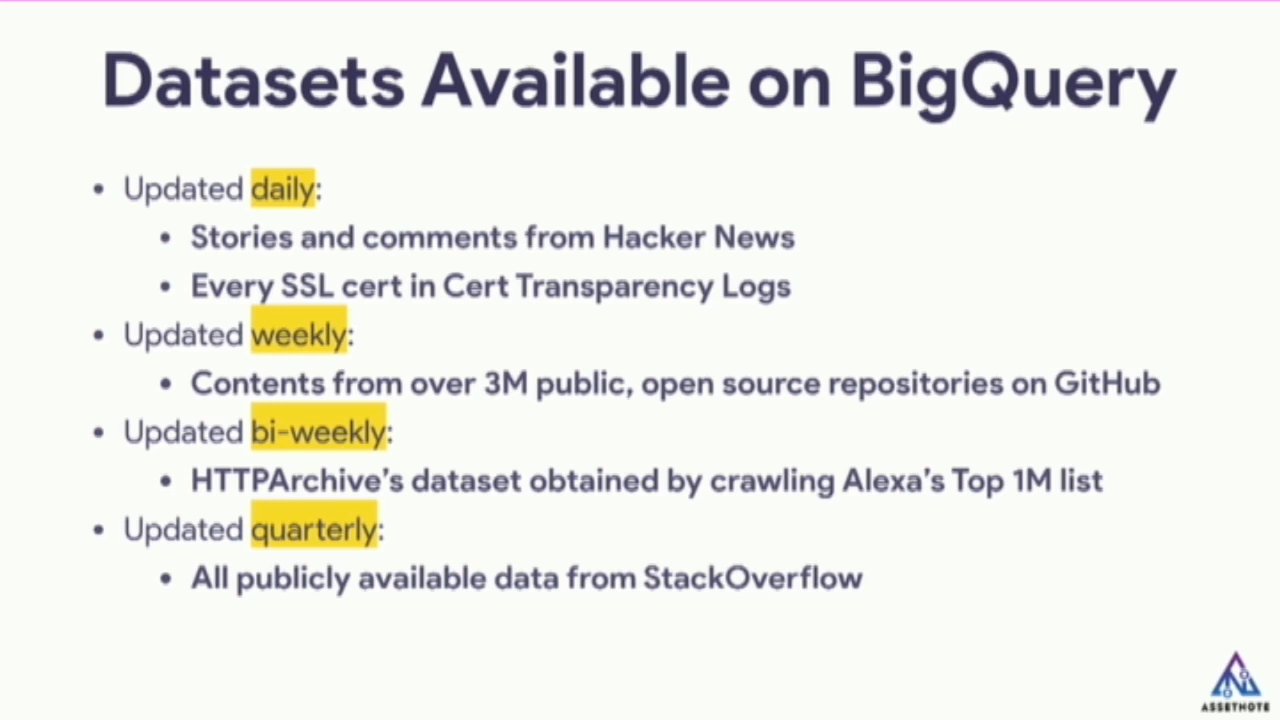 Datasets Available on BigQuery
• Updated daily:
• Stories and comments from Hacker News
• Every SSL cert in Cert Transparency Logs
• Updated weekly:
• Contents from over 3M public, open source repositories on GitHub
• Updated bi-weekly:
• HTTPArchive’s dataset obtained by crawling Alexa’s Top 1M list
• Updated quarterly:
• All publicly available data from StackOverflow
ASSETNOTE